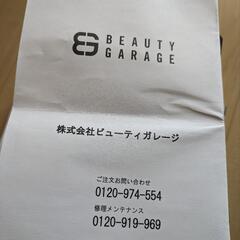 BEAUTY
GARAGE
株式会社ビューティガレージ
ご注文お問い合わせ
0120-974-554
修理メンテナンス
0120-919-969